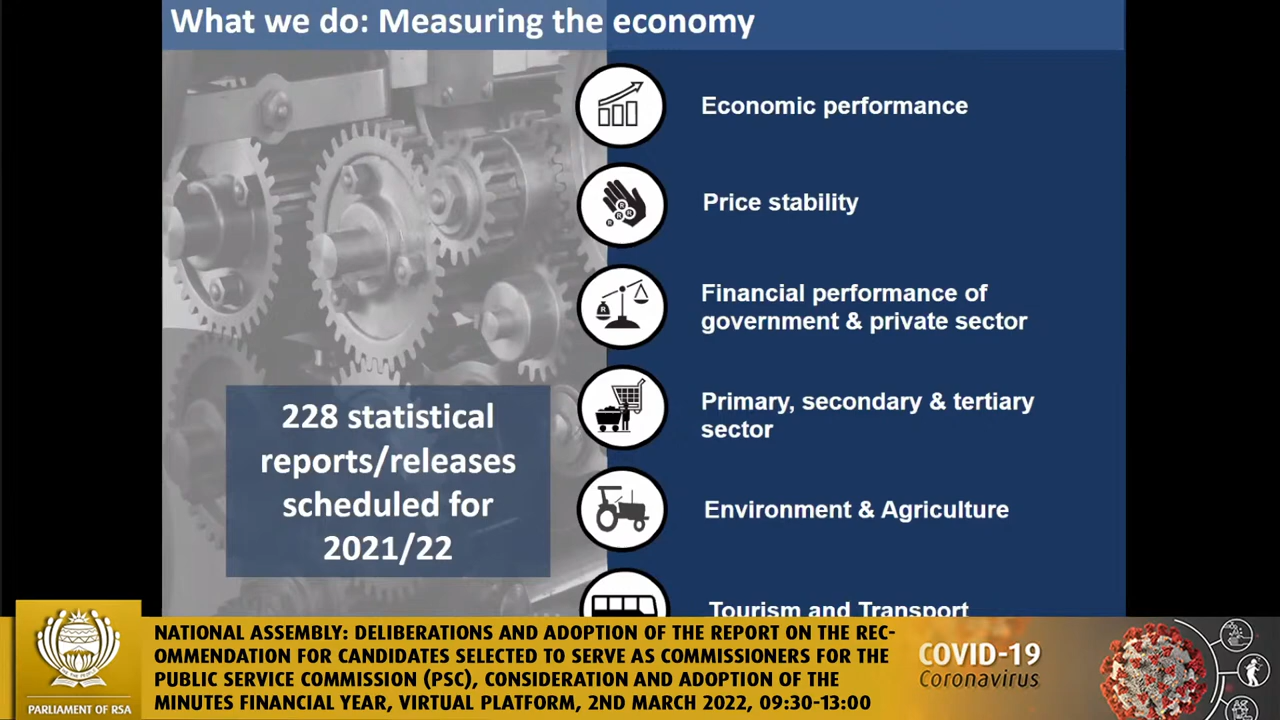 What we do: Measuring the economy
Economic performance
Price stability
Financial performance of
government & private sector
Primary, secondary & tertiary
sector
Environment & Agriculture
Tourism and Transport
228 statistical
reports/releases
scheduled for
2021/22
PARLIAMENT OF RSA
NATIONAL ASSEMBLY: DELIBERATIONS AND ADOPTION OF THE REPORT ON THE REC-
OMMENDATION FOR CANDIDATES SELECTED TO SERVE AS COMMISSIONERS FOR THE
PUBLIC SERVICE COMMISSION (PSC), CONSIDERATION AND ADOPTION OF THE
MINUTES FINANCIAL YEAR, VIRTUAL PLATFORM, 2ND MARCH 2022, 09:30-13:00
COVID-19
Coronavirus